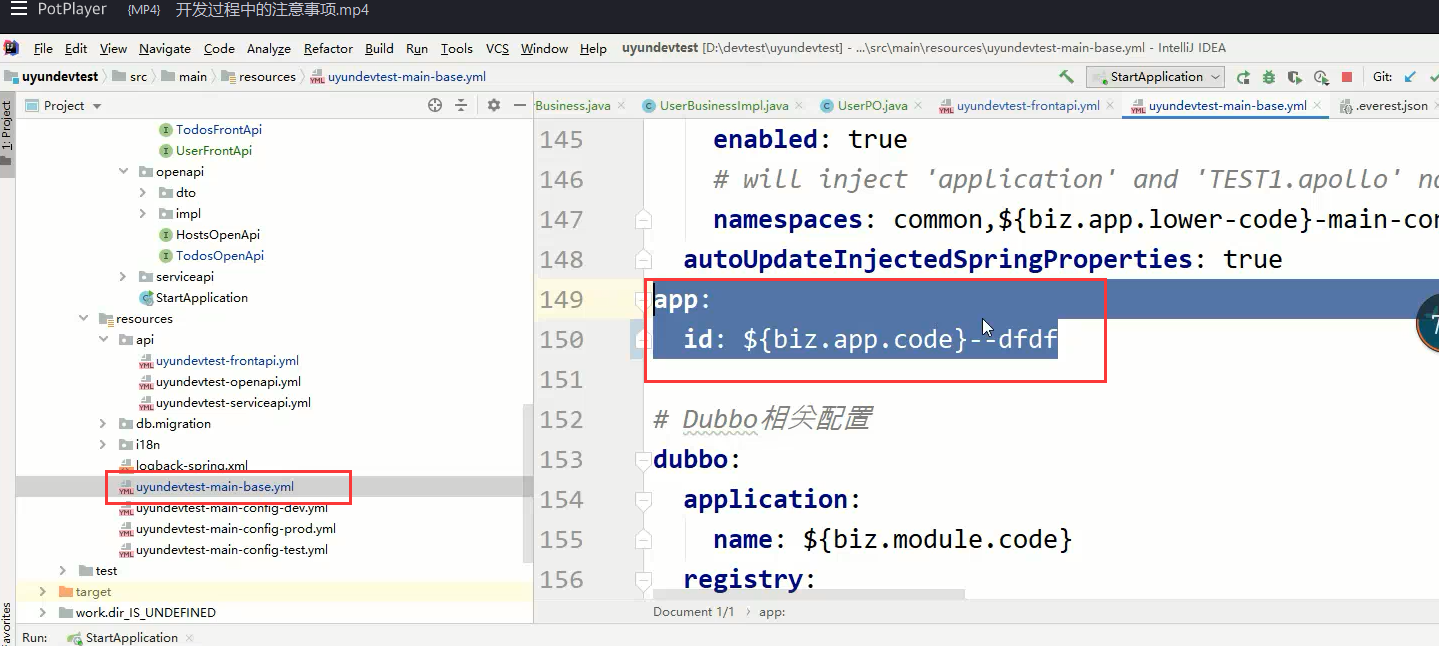 PotPlayer {MP4} 开发过程中的注意事项.mp4
File Edit View Navigate Code Analyze Refactor Build Run Tools VCS Window Help uyundevtest [D:\devtest\uyundevtest] - ...\src\main\resources\uyundevtest-main-base.yml - IntelliJ IDEA
uyundevtest src main resources uyundevtest-main-base.yml StartApplication Git:
1: Project
Project
Business.java UserBusinessImpl.java UserPO.java uyundevtest-frontapi.yml uyundevtest-main-base.yml .everest.json
TodosFrontApi
UserFrontApi
openapi
dto
impl
HostsOpenApi
TodosOpenApi
serviceapi
StartApplication
resources
api
uyundevtest-frontapi.yml
uyundevtest-openapi.yml
uyundevtest-serviceapi.yml
db.migration
i18n
logback-spring.xml
uyundevtest-main-base.yml
uyundevtest-main-config-dev.yml
uyundevtest-main-config-prod.yml
uyundevtest-main-config-test.yml
test
target
work.dir_IS_UNDEFINED
145 enabled: true
146 # will inject 'application' and 'TEST1.apollo' na
147 namespaces: common,${biz.app.lower-code}-main-con
148 autoUpdateInjectedSpringProperties: true
149 app:
150 id: ${biz.app.code}--dfdf
151
152 # Dubbo相关配置
153 dubbo:
154 application:
155 name: ${biz.module.code}
156 registry:
Document 1/1 › app:
avorites
Run: StartApplication